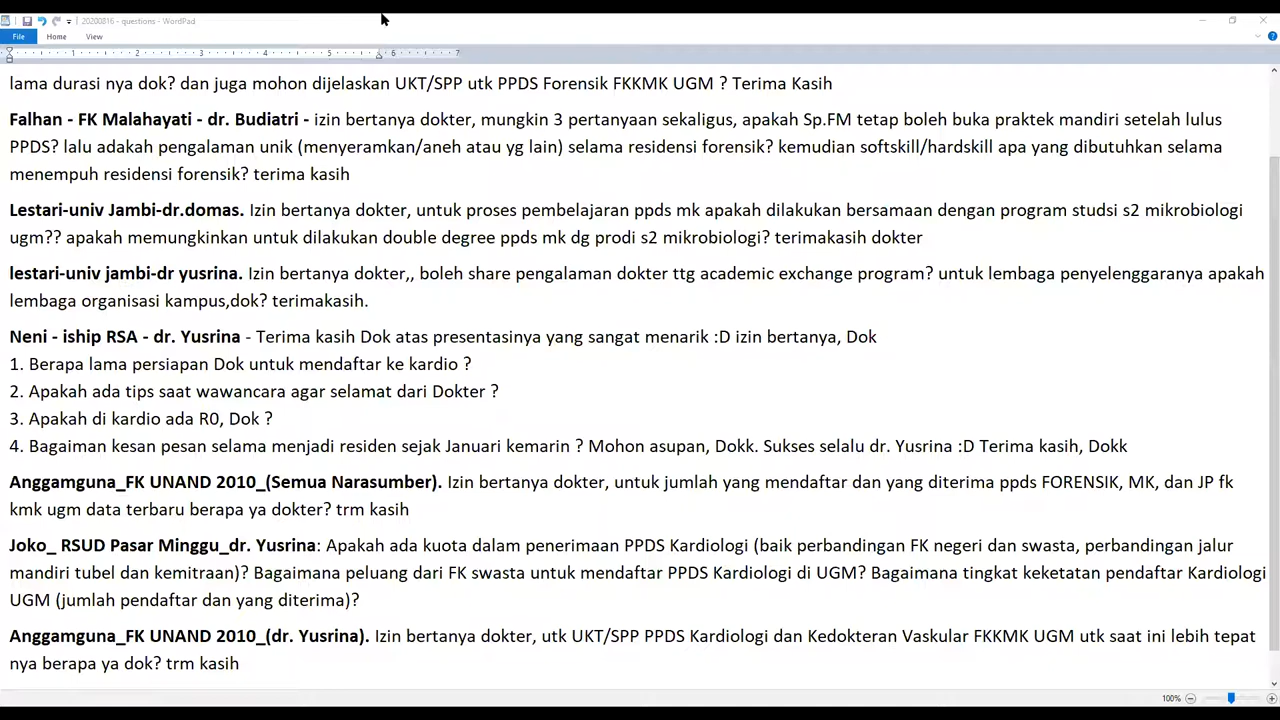 20200816 - questions - WordPad
File Home View
1 2 3 4 5 6 7
lama durasi nya dok? dan juga mohon dijelaskan UKT/SPP utk PPDS Forensik FKKMK UGM ? Terima Kasih
Falhan - FK Malahayati - dr. Budiatri - izin bertanya dokter, mungkin 3 pertanyaan sekaligus, apakah Sp.FM tetap boleh buka praktek mandiri setelah lulus
PPDS? lalu adakah pengalaman unik (menyeramkan/aneh atau yg lain) selama residensi forensik? kemudian softskill/hardskill apa yang dibutuhkan selama
menempuh residensi forensik? terima kasih
Lestari-univ Jambi-dr.domas. Izin bertanya dokter, untuk proses pembelajaran ppds mk apakah dilakukan bersamaan dengan program studsi s2 mikrobiologi
ugm?? apakah memungkinkan untuk dilakukan double degree ppds mk dg prodi s2 mikrobiologi? terimakasih dokter
lestari-univ jambi-dr yusrina. Izin bertanya dokter,, boleh share pengalaman dokter ttg academic exchange program? untuk lembaga penyelenggaranya apakah
lembaga organisasi kampus,dok? terimakasih.
Neni - iship RSA - dr. Yusrina - Terima kasih Dok atas presentasinya yang sangat menarik :D izin bertanya, Dok
1. Berapa lama persiapan Dok untuk mendaftar ke kardio ?
2. Apakah ada tips saat wawancara agar selamat dari Dokter ?
3. Apakah di kardio ada R0, Dok ?
4. Bagaiman kesan pesan selama menjadi residen sejak Januari kemarin ? Mohon asupan, Dokk. Sukses selalu dr. Yusrina :D Terima kasih, Dokk
Anggamguna_FK UNAND 2010_(Semua Narasumber). Izin bertanya dokter, untuk jumlah yang mendaftar dan yang diterima ppds FORENSIK, MK, dan JP fk
kmk ugm data terbaru berapa ya dokter? trm kasih
Joko_ RSUD Pasar Minggu_dr. Yusrina: Apakah ada kuota dalam penerimaan PPDS Kardiologi (baik perbandingan FK negeri dan swasta, perbandingan jalur
mandiri tubel dan kemitraan)? Bagaimana peluang dari FK swasta untuk mendaftar PPDS Kardiologi di UGM? Bagaimana tingkat keketatan pendaftar Kardiologi
UGM (jumlah pendaftar dan yang diterima)?
Anggamguna_FK UNAND 2010_(dr. Yusrina). Izin bertanya dokter, utk UKT/SPP PPDS Kardiologi dan Kedokteran Vaskular FKKMK UGM utk saat ini lebih tepat
nya berapa ya dok? trm kasih
100%